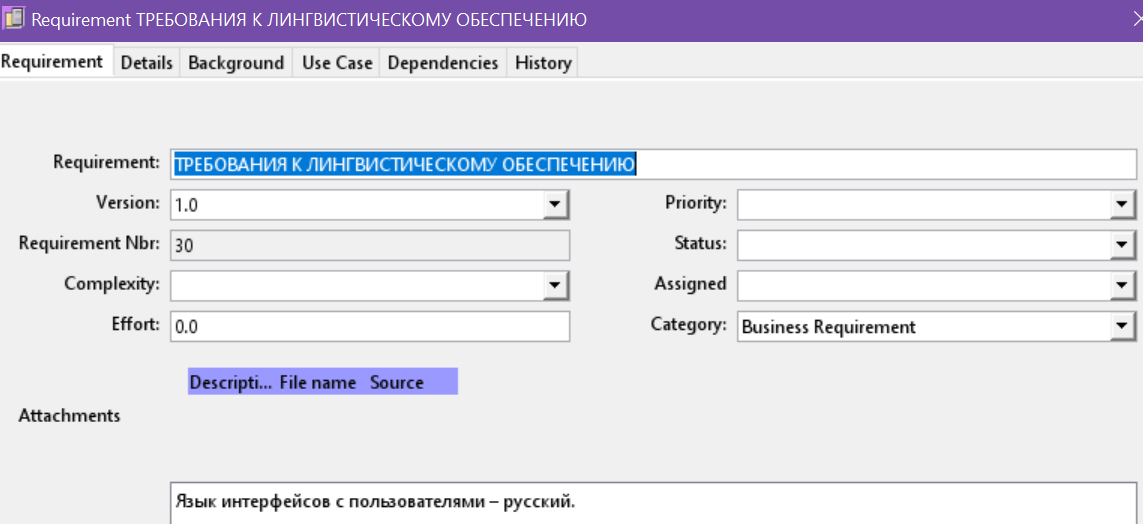 Requirement ТРЕБОВАНИЯ К ЛИНГВИСТИЧЕСКОМУ ОБЕСПЕЧЕНИЮ
Requirement Details Background Use Case Dependencies History
Requirement: ТРЕБОВАНИЯ К ЛИНГВИСТИЧЕСКОМУ ОБЕСПЕЧЕНИЮ
Version: 1.0 Priority:
Requirement Nbr: 30 Status:
Complexity: Assigned
Effort: 0.0 Category: Business Requirement
Descripti... File name Source
Attachments
Язык интерфейсов с пользователями – русский.